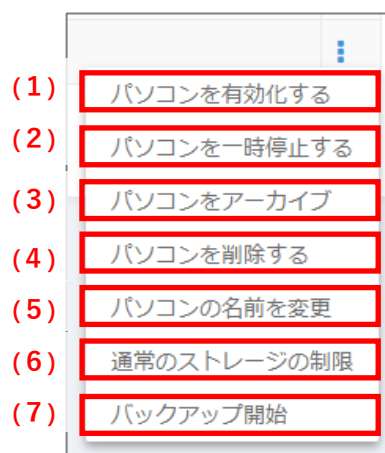 (1) パソコンを有効化する
(2) パソコンを一時停止する
(3) パソコンをアーカイブ
(4) パソコンを削除する
(5) パソコンの名前を変更
(6) 通常のストレージの制限
(7) バックアップ開始